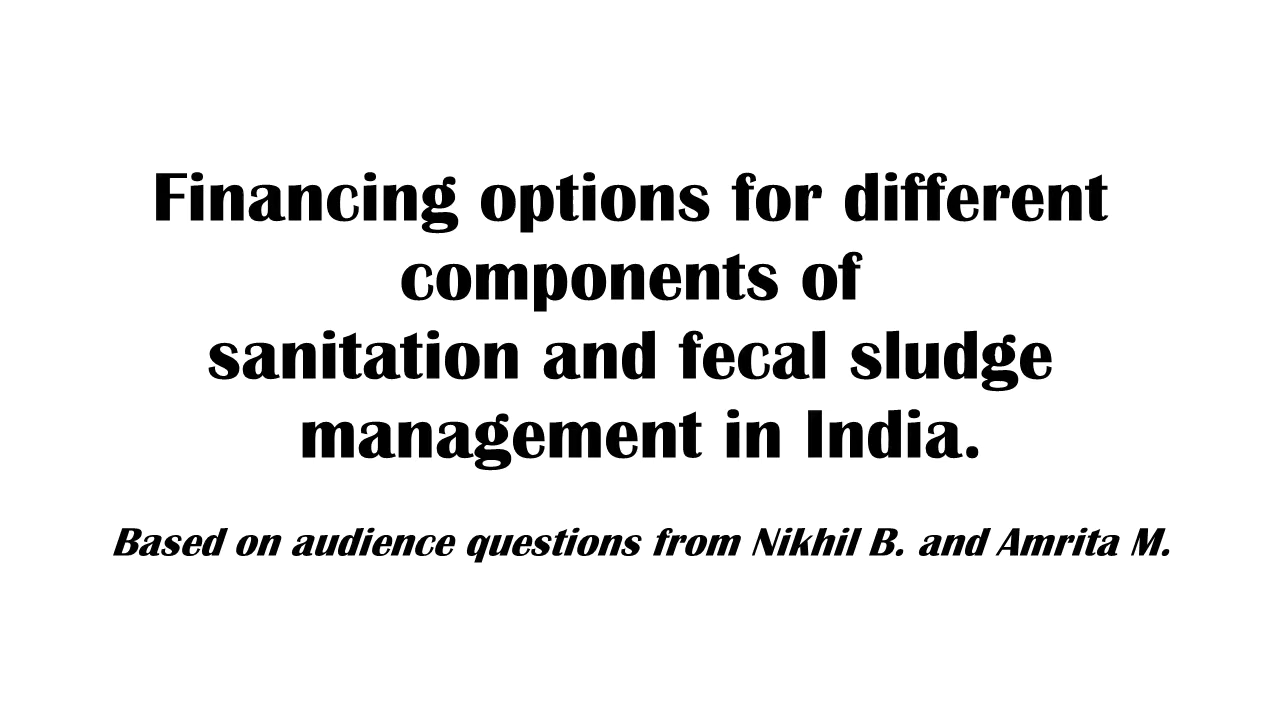 Financing options for different
components of
sanitation and fecal sludge
management in India.
Based on audience questions from Nikhil B. and Amrita M.